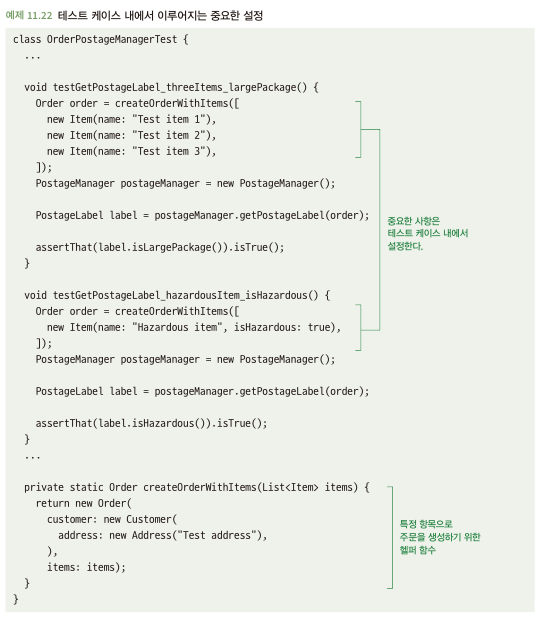 예제 11.22 테스트 케이스 내에서 이루어지는 중요한 설정
class OrderPostageManagerTest {
  ...

  void testGetPostageLabel_threeItems_largePackage() {
    Order order = createOrderWithItems([
      new Item(name: "Test item 1"),
      new Item(name: "Test item 2"),
      new Item(name: "Test item 3"),
    ]);
    PostageManager postageManager = new PostageManager();

    PostageLabel label = postageManager.getPostageLabel(order);

    assertThat(label.isLargePackage()).isTrue();
  }

중요한 사항은
테스트 케이스 내에서
설정한다.

  void testGetPostageLabel_hazardousItem_isHazardous() {
    Order order = createOrderWithItems([
      new Item(name: "Hazardous item", isHazardous: true),
    ]);
    PostageManager postageManager = new PostageManager();

    PostageLabel label = postageManager.getPostageLabel(order);

    assertThat(label.isHazardous()).isTrue();
  }
  ...

  private static Order createOrderWithItems(List<Item> items) {
    return new Order(
      customer: new Customer(
        address: new Address("Test address"),
      ),
      items: items);
  }
}

특정 항목으로
주문을 생성하기 위한
헬퍼 함수